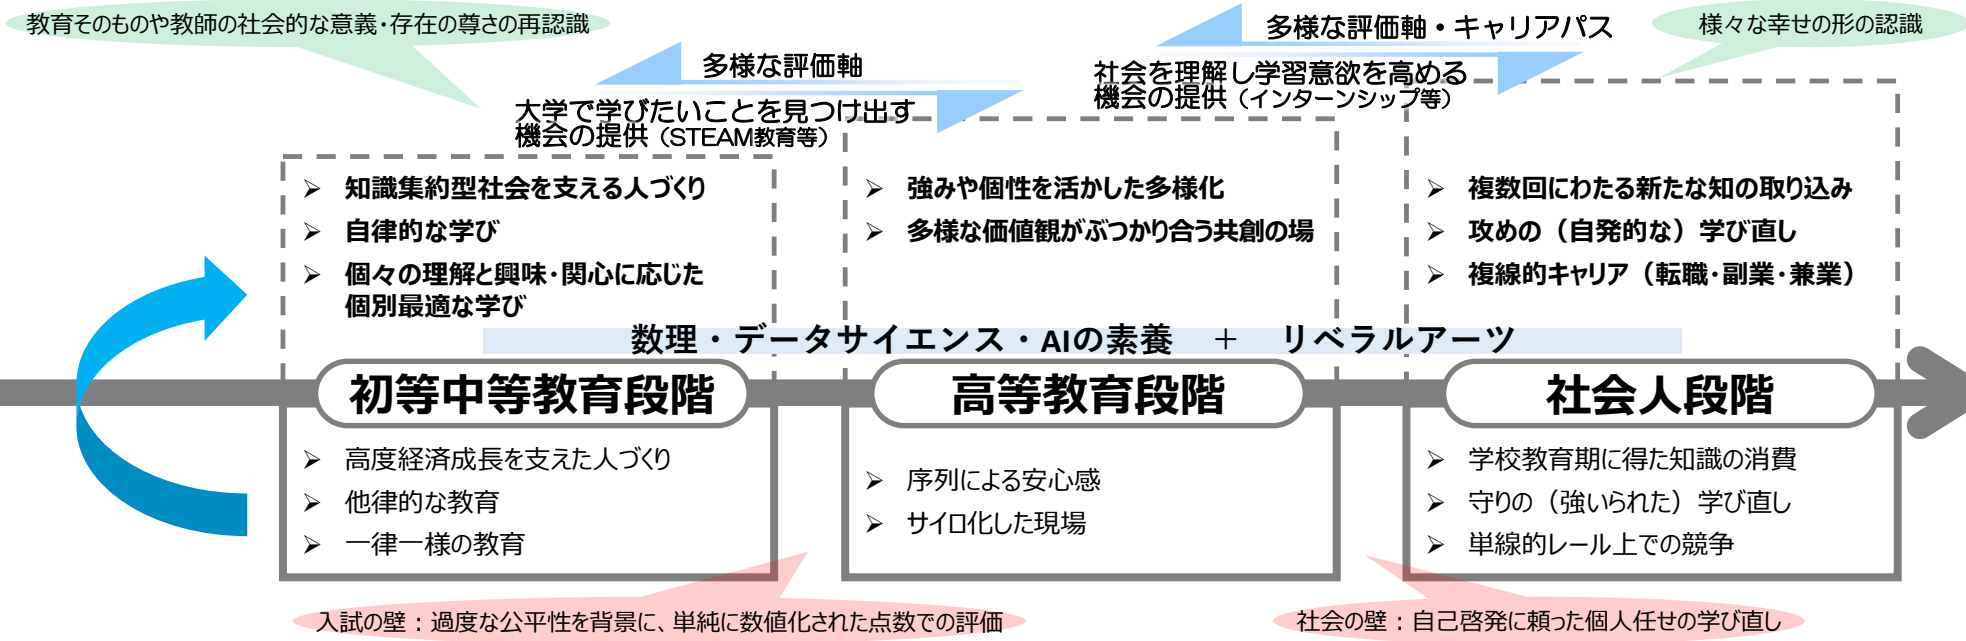 教育そのものや教師の社会的な意義・存在の尊さの再認識
多様な評価軸・キャリアパス
様々な幸せの形の認識
多様な評価軸
社会を理解し学習意欲を高める
機会の提供（インターンシップ等）
大学で学びたいことを見つけ出す
機会の提供（STEAM教育等）
➢ 知識集約型社会を支える人づくり
➢ 自律的な学び
➢ 個々の理解と興味・関心に応じた
個別最適な学び
➢ 強みや個性を活かした多様化
➢ 多様な価値観がぶつかり合う共創の場
➢ 複数回にわたる新たな知の取り込み
➢ 攻めの（自発的な）学び直し
➢ 複線的キャリア（転職・副業・兼業）
数理・データサイエンス・AIの素養　＋　リベラルアーツ
初等中等教育段階
高等教育段階
社会人段階
➢ 高度経済成長を支えた人づくり
➢ 他律的な教育
➢ 一律一様の教育
➢ 序列による安心感
➢ サイロ化した現場
➢ 学校教育期に得た知識の消費
➢ 守りの（強いられた）学び直し
➢ 単線的レール上での競争
入試の壁：過度な公平性を背景に、単純に数値化された点数での評価
社会の壁：自己啓発に頼った個人任せの学び直し